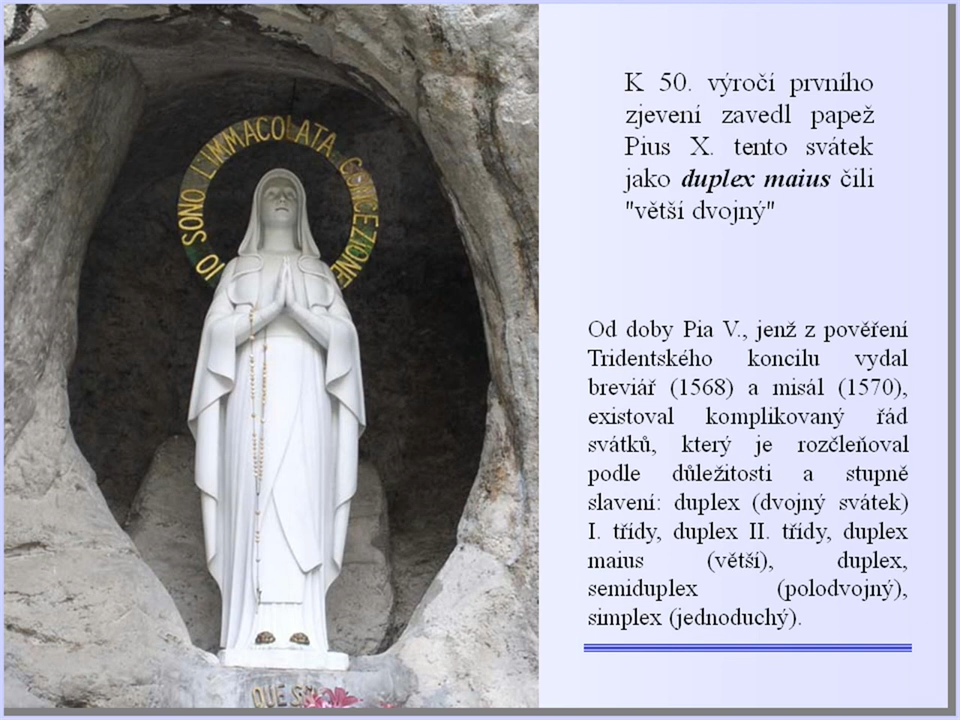 IO SONO L'IMMACOLATA CONCEZIONE
K 50. výročí prvního
zjevení zavedl papež
Pius X. tento svátek
jako duplex maius čili
"větší dvojný"
Od doby Pia V., jenž z pověření
Tridentského koncilu vydal
breviář (1568) a misál (1570),
existoval komplikovaný řád
svátků, který je rozčleňoval
podle důležitosti a stupně
slavení: duplex (dvojný svátek)
I. třídy, duplex II. třídy, duplex
maius (větší), duplex,
semiduplex (polodvojný),
simplex (jednoduchý).